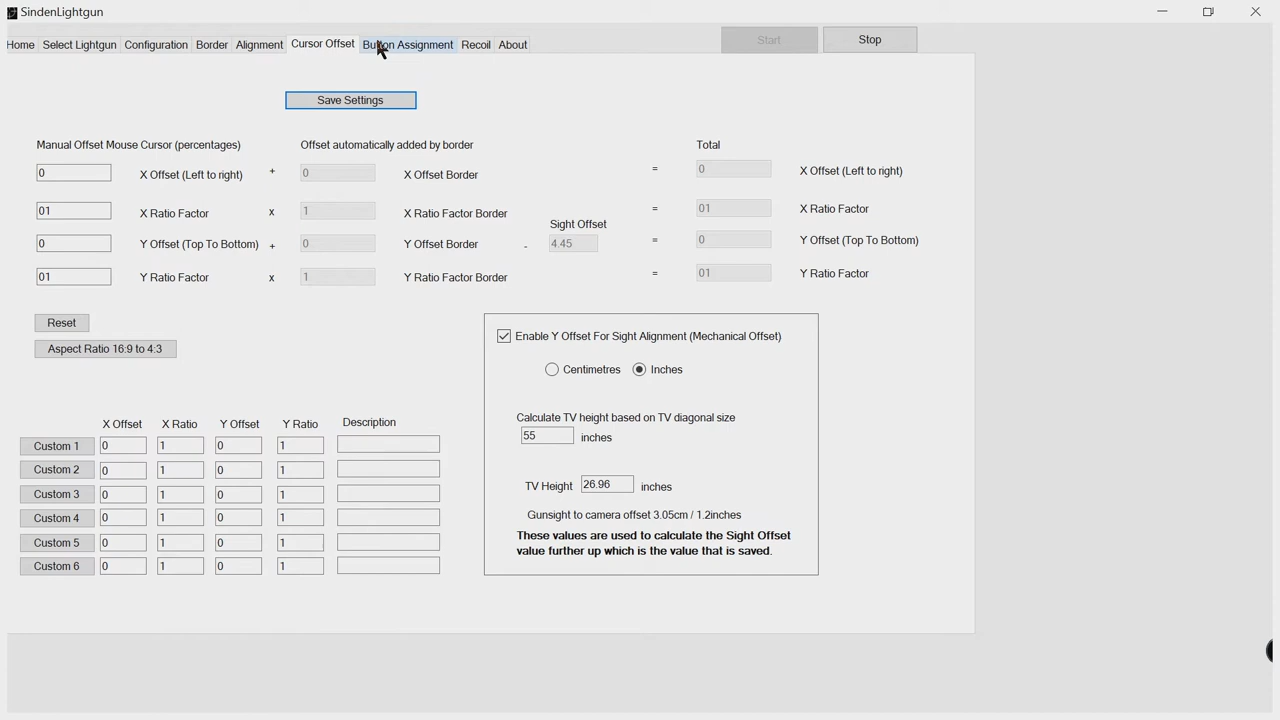 SindenLightgun
Home Select Lightgun Configuration Border Alignment Cursor Offset Button Assignment Recoil About Start Stop
Save Settings
Manual Offset Mouse Cursor (percentages) Offset automatically added by border Total
0 X Offset (Left to right) + 0 X Offset Border = 0 X Offset (Left to right)
01 X Ratio Factor x 1 X Ratio Factor Border = 01 X Ratio Factor
Sight Offset
0 Y Offset (Top To Bottom) + 0 Y Offset Border - 4.45 = 0 Y Offset (Top To Bottom)
01 Y Ratio Factor x 1 Y Ratio Factor Border = 01 Y Ratio Factor
Reset
Aspect Ratio 16:9 to 4:3
Enable Y Offset For Sight Alignment (Mechanical Offset)
Centimetres Inches
Calculate TV height based on TV diagonal size
55 inches
TV Height 26.96 inches
Gunsight to camera offset 3.05cm / 1.2inches
These values are used to calculate the Sight Offset
value further up which is the value that is saved.
X Offset X Ratio Y Offset Y Ratio Description
Custom 1 0 1 0 1
Custom 2 0 1 0 1
Custom 3 0 1 0 1
Custom 4 0 1 0 1
Custom 5 0 1 0 1
Custom 6 0 1 0 1